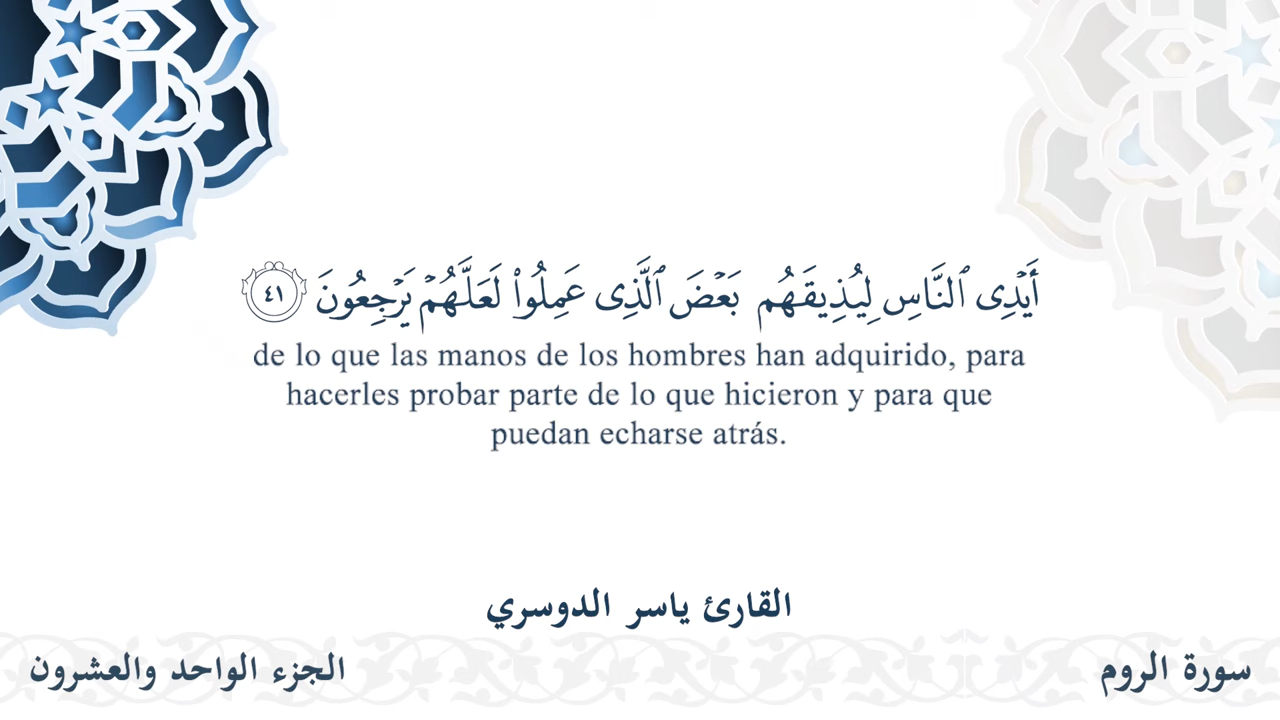 أَيْدِى ٱلنَّاسِ لِيُذِيقَهُم بَعْضَ ٱلَّذِى عَمِلُوا۟ لَعَلَّهُمْ يَرْجِعُونَ ٤١
de lo que las manos de los hombres han adquirido, para
hacerles probar parte de lo que hicieron y para que
puedan echarse atrás.
القارئ ياسر الدوسري
سورة الروم
الجزء الواحد والعشرون